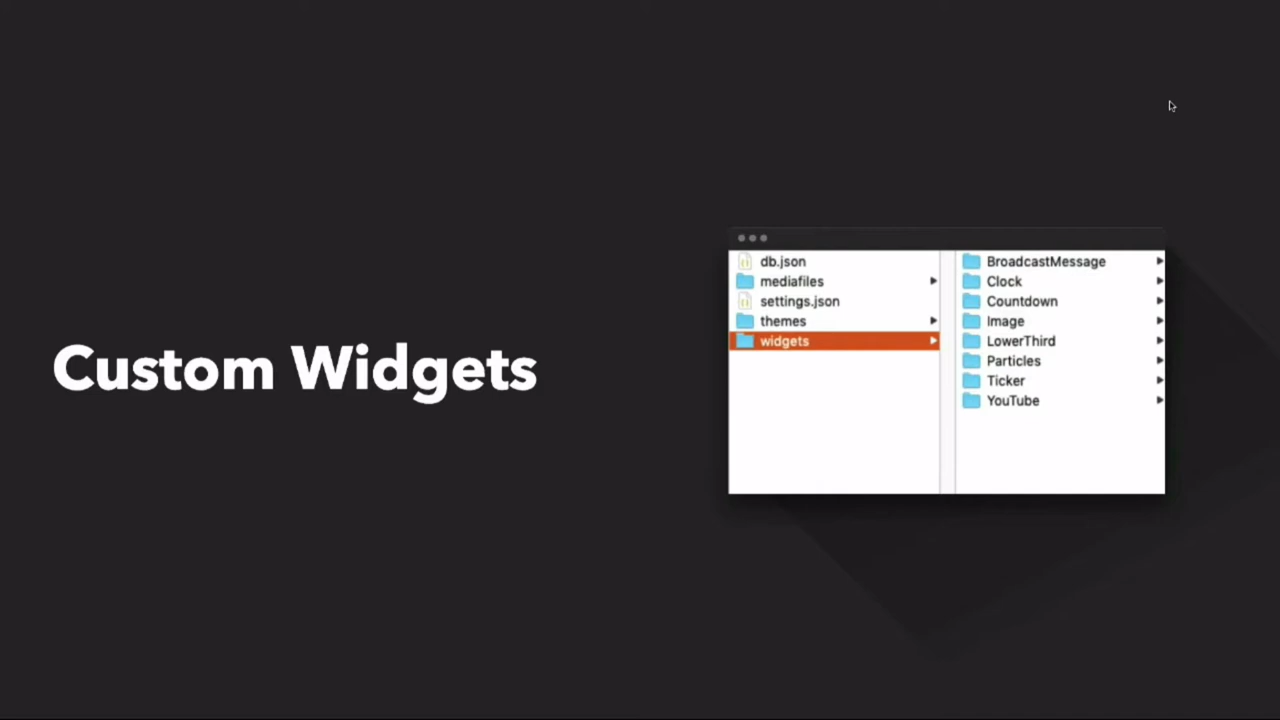 Custom Widgets
db.json
mediafiles
settings.json
themes
widgets
BroadcastMessage
Clock
Countdown
Image
LowerThird
Particles
Ticker
YouTube